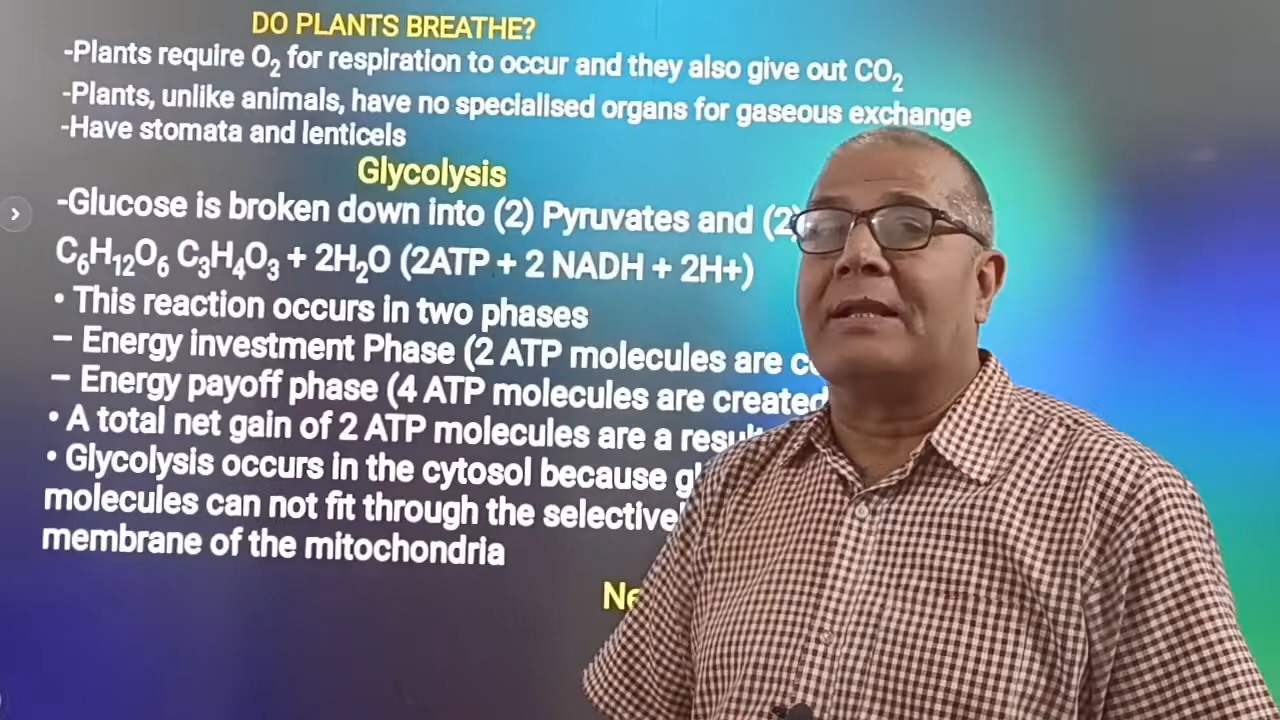 DO PLANTS BREATHE?
-Plants require O₂ for respiration to occur and they also give out CO₂
-Plants, unlike animals, have no specialised organs for gaseous exchange
-Have stomata and lenticels
Glycolysis
-Glucose is broken down into (2) Pyruvates and (2)
C₆H₁₂O₆ C₃H₄O₃ + 2H₂O (2ATP + 2 NADH + 2H+)
• This reaction occurs in two phases
– Energy investment Phase (2 ATP molecules are
– Energy payoff phase (4 ATP molecules are created
• A total net gain of 2 ATP molecules are a
• Glycolysis occurs in the cytosol because
molecules can not fit through the
membrane of the mitochondria